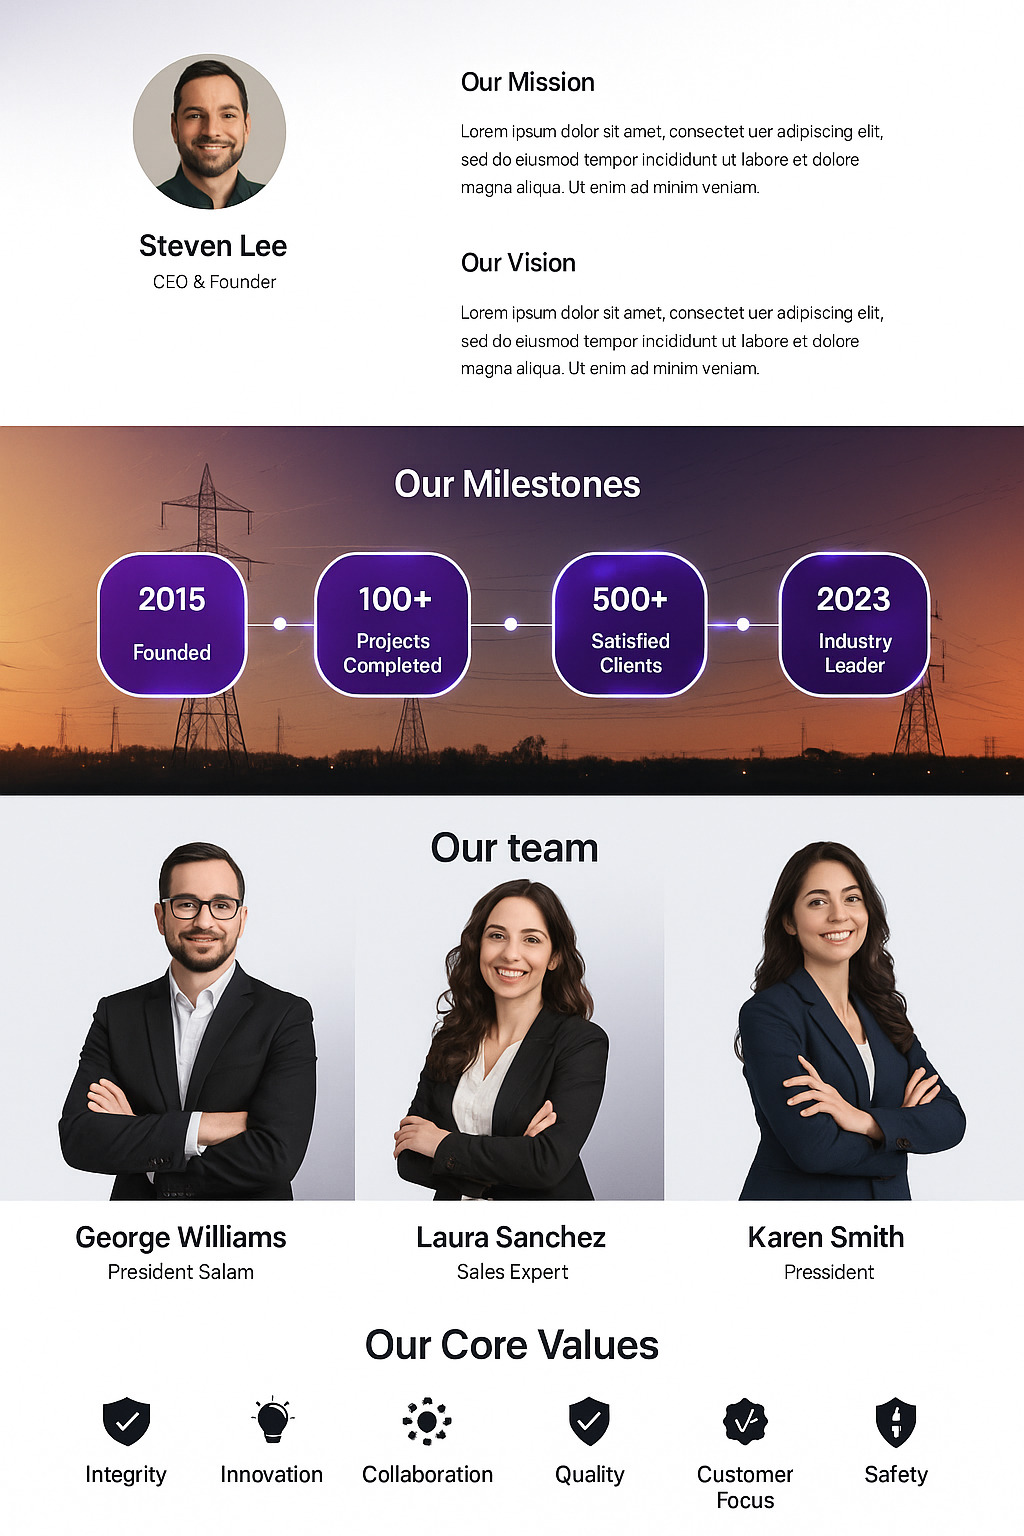 Steven Lee
CEO & Founder
Our Mission
Lorem ipsum dolor sit amet, consectet uer adipiscing elit,
sed do eiusmod tempor incididunt ut labore et dolore
magna aliqua. Ut enim ad minim veniam.
Our Vision
Lorem ipsum dolor sit amet, consectet uer adipiscing elit,
sed do eiusmod tempor incididunt ut labore et dolore
magna aliqua. Ut enim ad minim veniam.
Our Milestones
2015
Founded
100+
Projects
Completed
500+
Satisfied
Clients
2023
Industry
Leader
Our team
George Williams
President Salam
Laura Sanchez
Sales Expert
Karen Smith
Pressident
Our Core Values
Integrity
Innovation
Collaboration
Quality
Customer
Focus
Safety